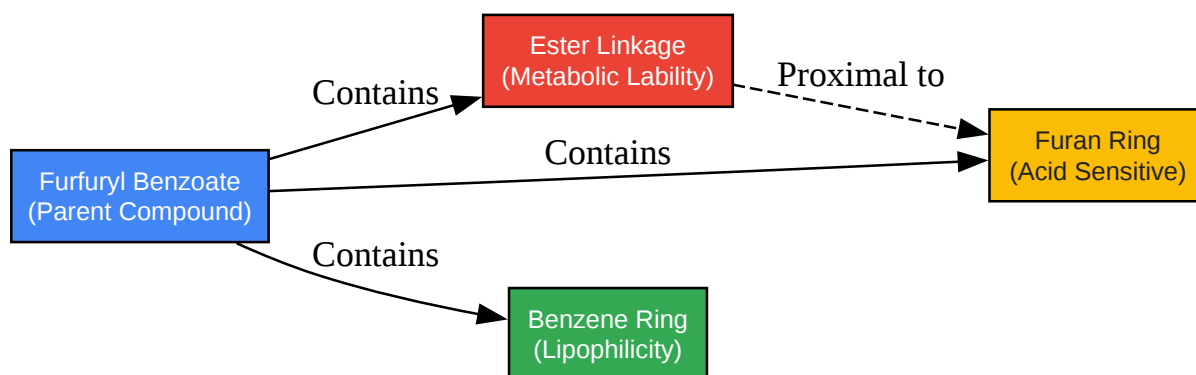 Ester Linkage
(Metabolic Lability)
Proximal to
Contains
Contains
Furan Ring
(Acid Sensitive)
Furfuryl Benzoate
(Parent Compound)
Contains
Benzene Ring
(Lipophilicity)